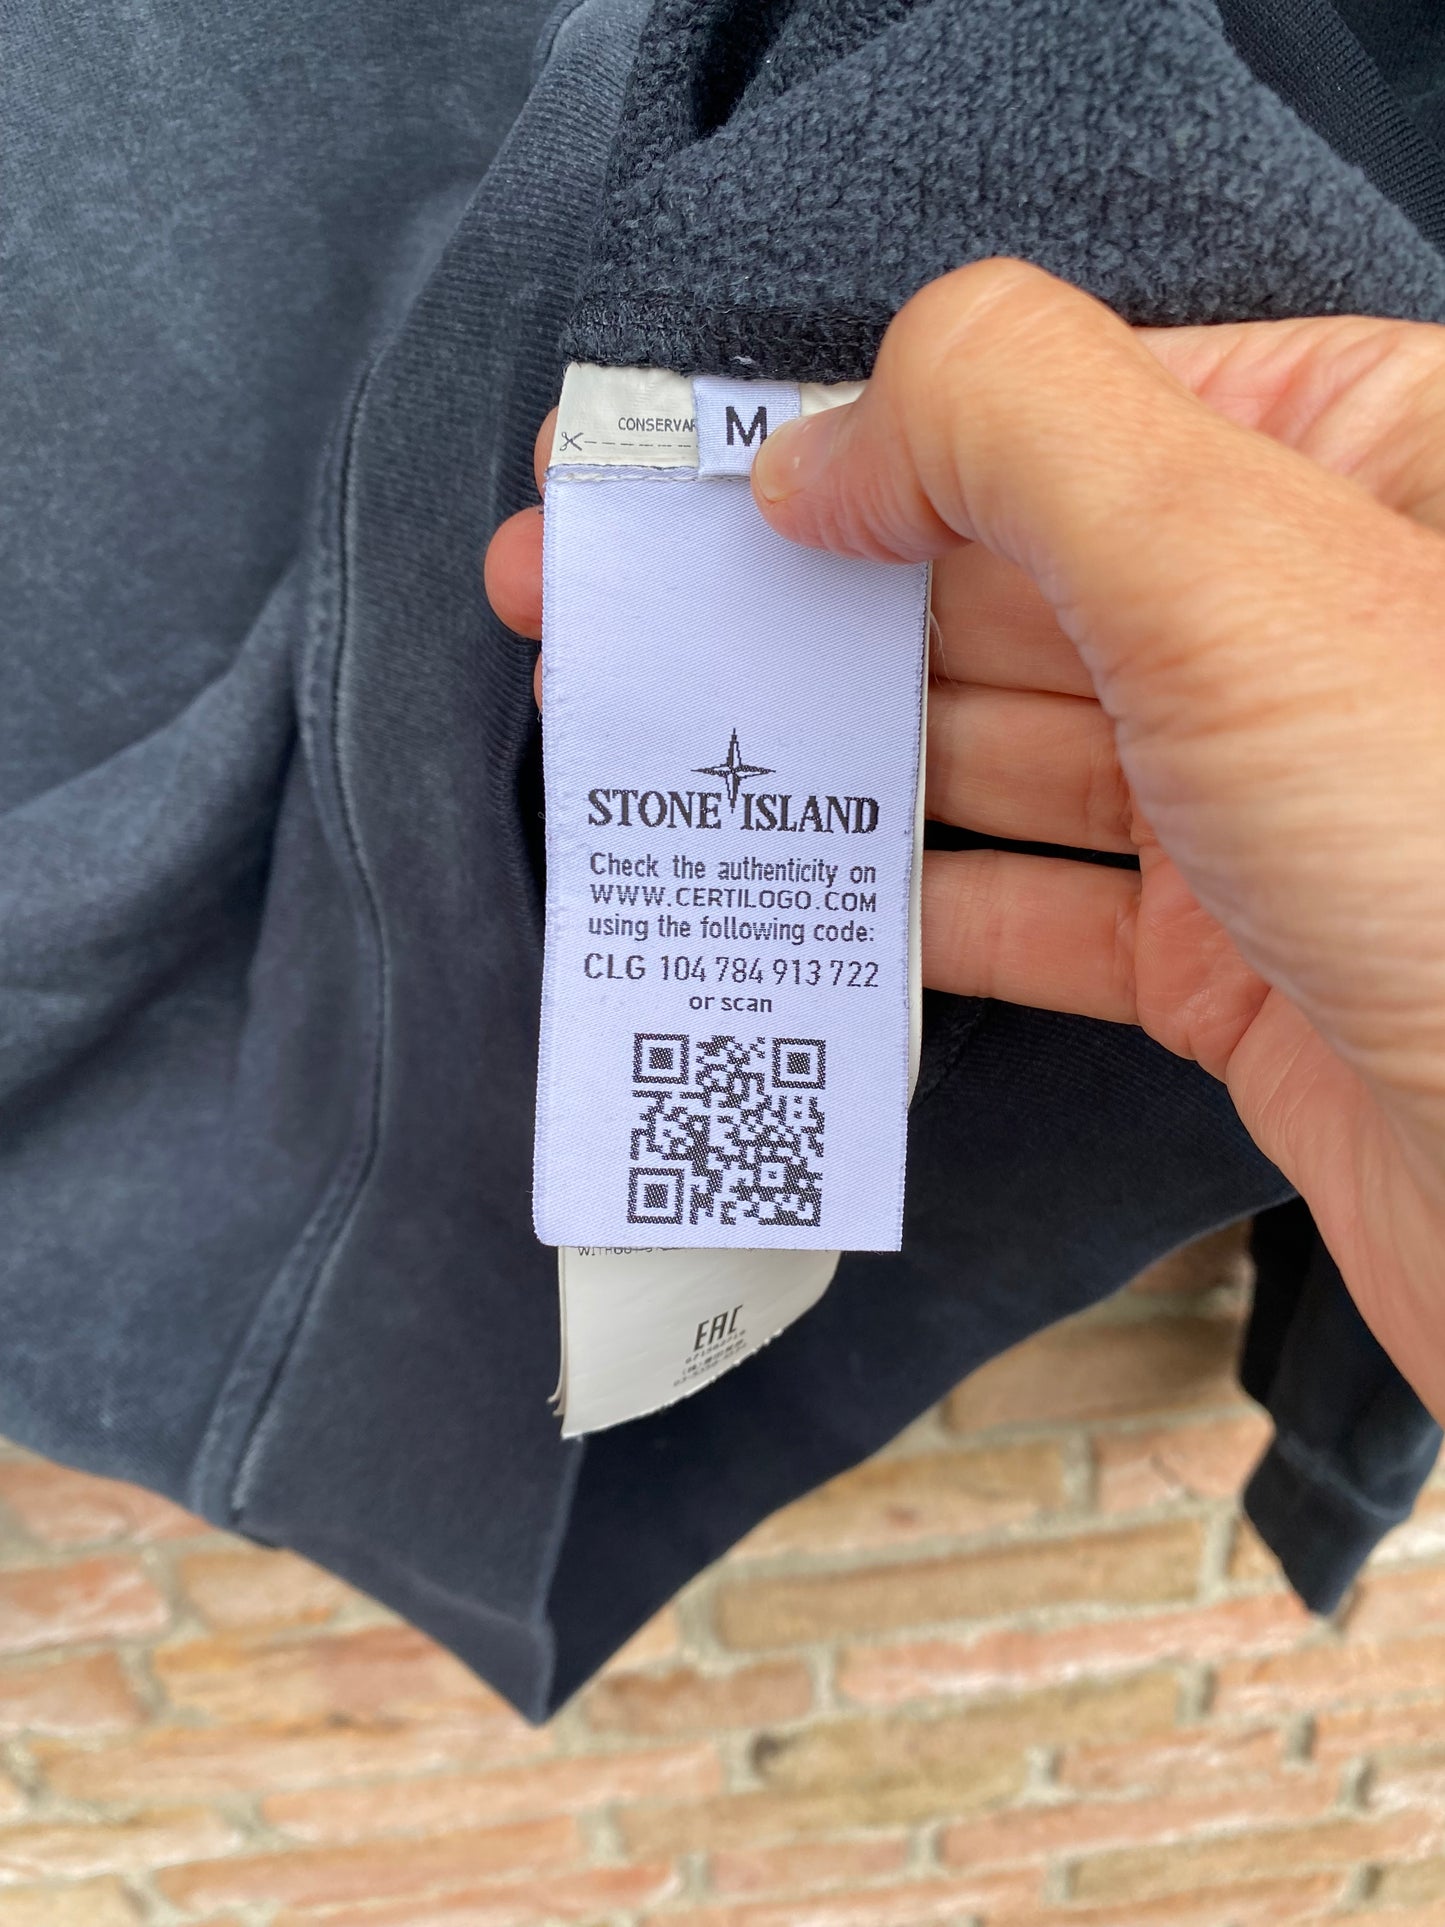 CONSERVAR
M
STONE ISLAND
Check the authenticity on
WWW.CERTILOGO.COM
using the following code:
CLG 104 784 913 722
or scan
WITHOUT
EAC